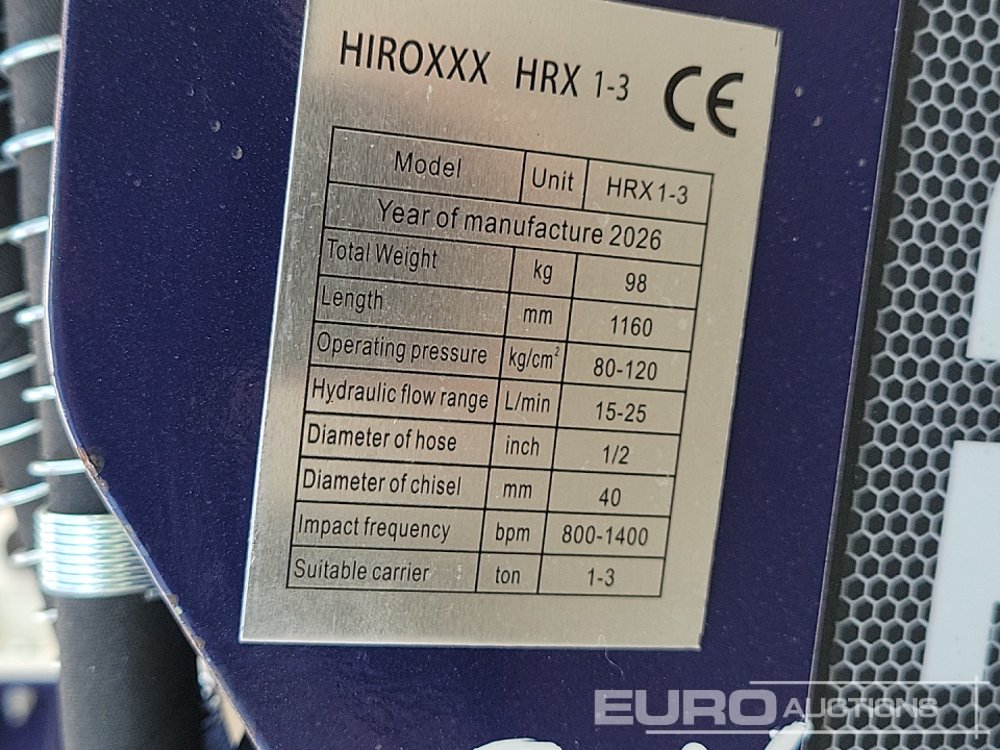 HIROXXX HRX 1-3 CE
Model Unit HRX1-3
Year of manufacture 2026
Total Weight kg 98
Length mm 1160
Operating pressure kg/cm² 80-120
Hydraulic flow range L/min 15-25
Diameter of hose inch 1/2
Diameter of chisel mm 40
Impact frequency bpm 800-1400
Suitable carrier ton 1-3
EURO AUCTIONS